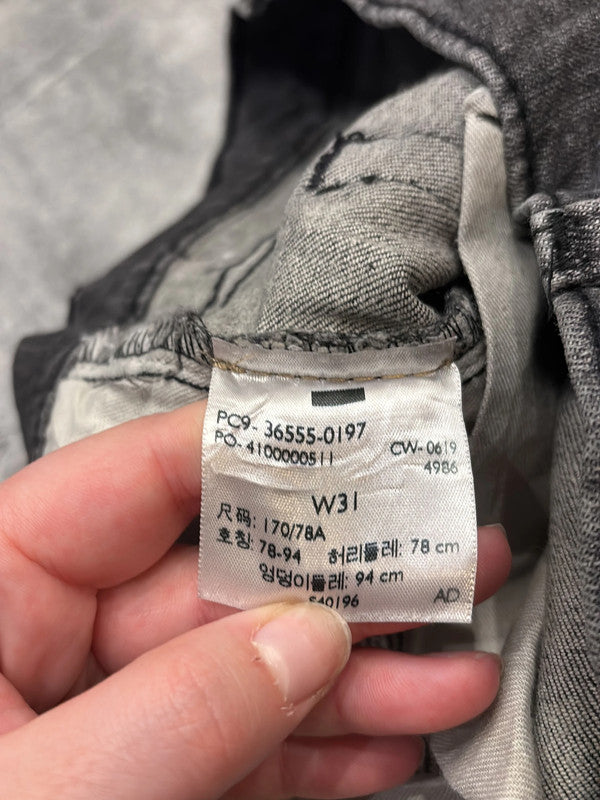 PC9- 36555-0197
PO- 4100000511
CW-0619
4986
W31
尺码: 170/78A
호칭: 78-94 허리둘레: 78 cm
엉덩이둘레: 94 cm
S40196 AD